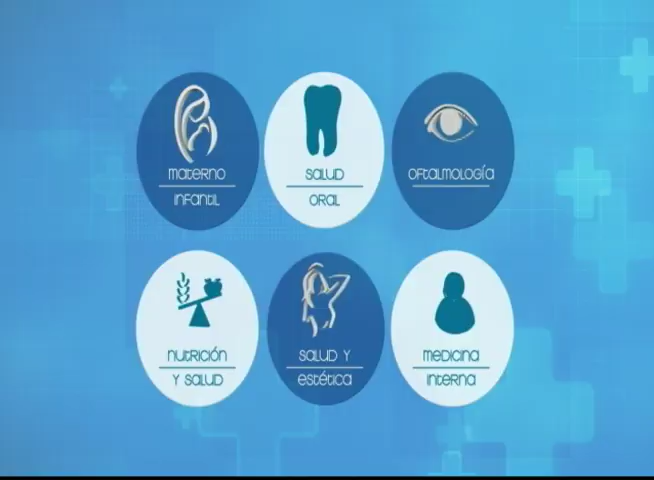 materno
infantil
salud
oral
oftalmología
nutrición
y salud
salud y
estética
medicina
interna